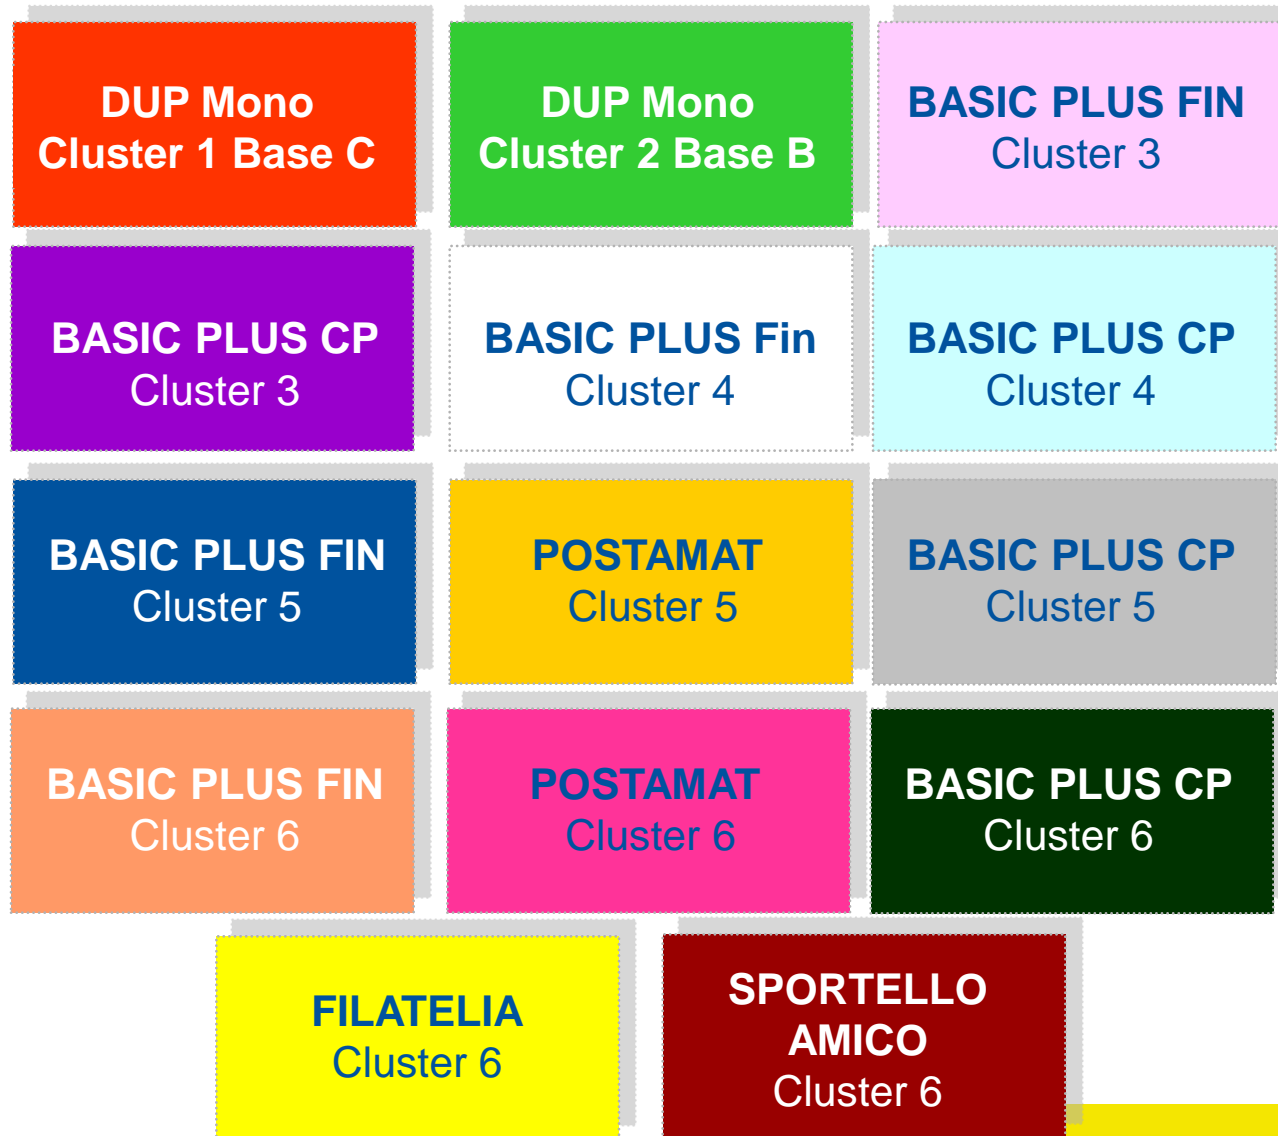 DUP Mono
Cluster 1 Base C
DUP Mono
Cluster 2 Base B
BASIC PLUS FIN
Cluster 3
BASIC PLUS CP
Cluster 3
BASIC PLUS Fin
Cluster 4
BASIC PLUS CP
Cluster 4
BASIC PLUS FIN
Cluster 5
POSTAMAT
Cluster 5
BASIC PLUS CP
Cluster 5
BASIC PLUS FIN
Cluster 6
POSTAMAT
Cluster 6
BASIC PLUS CP
Cluster 6
FILATELIA
Cluster 6
SPORTELLO
AMICO
Cluster 6